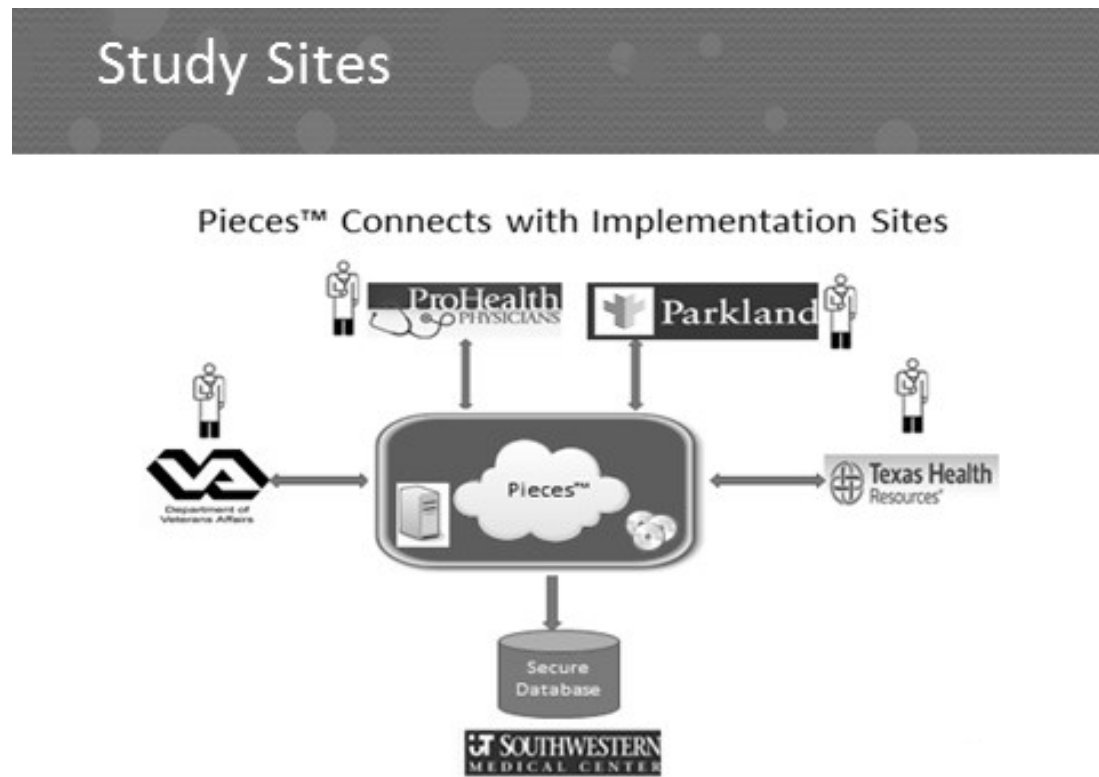 Study Sites
Pieces™ Connects with Implementation Sites
ProHealth
PHYSICIANS
Parkland
VA
Department of
Veterans Affairs
Pieces™
Texas Health
Resources®
Secure
Database
UT SOUTHWESTERN
MEDICAL CENTER